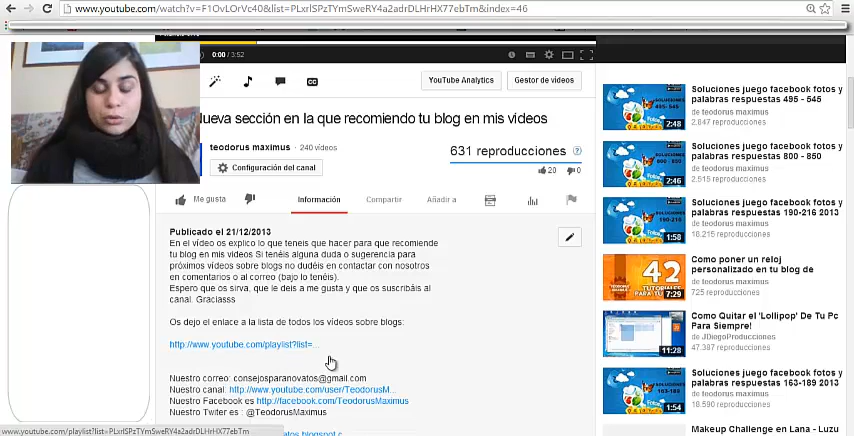 www.youtube.com/watch?v=F1OvLOrVc40&list=PLxrlSPzTYmSweRY4a2adrDLHrHX77ebTm&index=46
0:00 / 3:52
YouTube Analytics
Gestor de vídeos
ueva sección en la que recomiendo tu blog en mis videos
teodorus maximus · 240 vídeos
Configuración del canal
631 reproducciones
20 0
Me gusta
Información
Compartir
Añadir a
Publicado el 21/12/2013
En el vídeo os explico lo que teneis que hacer para que recomiende
tu blog en mis videos Si tenéis alguna duda o sugerencia para
próximos vídeos sobre blogs no dudéis en contactar con nosotros
en comentarios o al correo (bajo lo tenéis).
Espero que os sirva, que le deis a me gusta y que os suscribáis al
canal. Graciasss
Os dejo el enlace a la lista de todos los vídeos sobre blogs:
http://www.youtube.com/playlist?list=...
Nuestro correo: consejosparanovatos@gmail.com
Nuestro canal: http://www.youtube.com/user/TeodorusM...
Nuestro Facebook es http://facebook.com/TeodorusMaximus
Nuestro Twiter es : @TeodorusMaximus
atos.blogspot.c...
www.youtube.com/playlist?list=PLxrlSPzTYmSweRY4a2adrDLHrHX77ebTm
Soluciones juego facebook fotos y
palabras respuestas 495 - 545
de teodorus maximus
2.847 reproducciones
2:48
Soluciones juego facebook fotos y
palabras respuestas 800 - 850
de teodorus maximus
2.915 reproducciones
2:46
Soluciones juego facebook fotos y
palabras respuestas 190-216 2013
de teodorus maximus
18.215 reproducciones
1:58
Como poner un reloj
personalizado en tu blog de
de teodorus maximus
725 reproducciones
42
TUTORIALES
7:29
Como Quitar el 'Lollipop' De Tu Pc
Para Siempre!
de JDiegoProducciones
47.387 reproducciones
11:28
Soluciones juego facebook fotos y
palabras respuestas 163-189 2013
de teodorus maximus
18.590 reproducciones
1:54
Makeup Challenge en Lana - Luzu